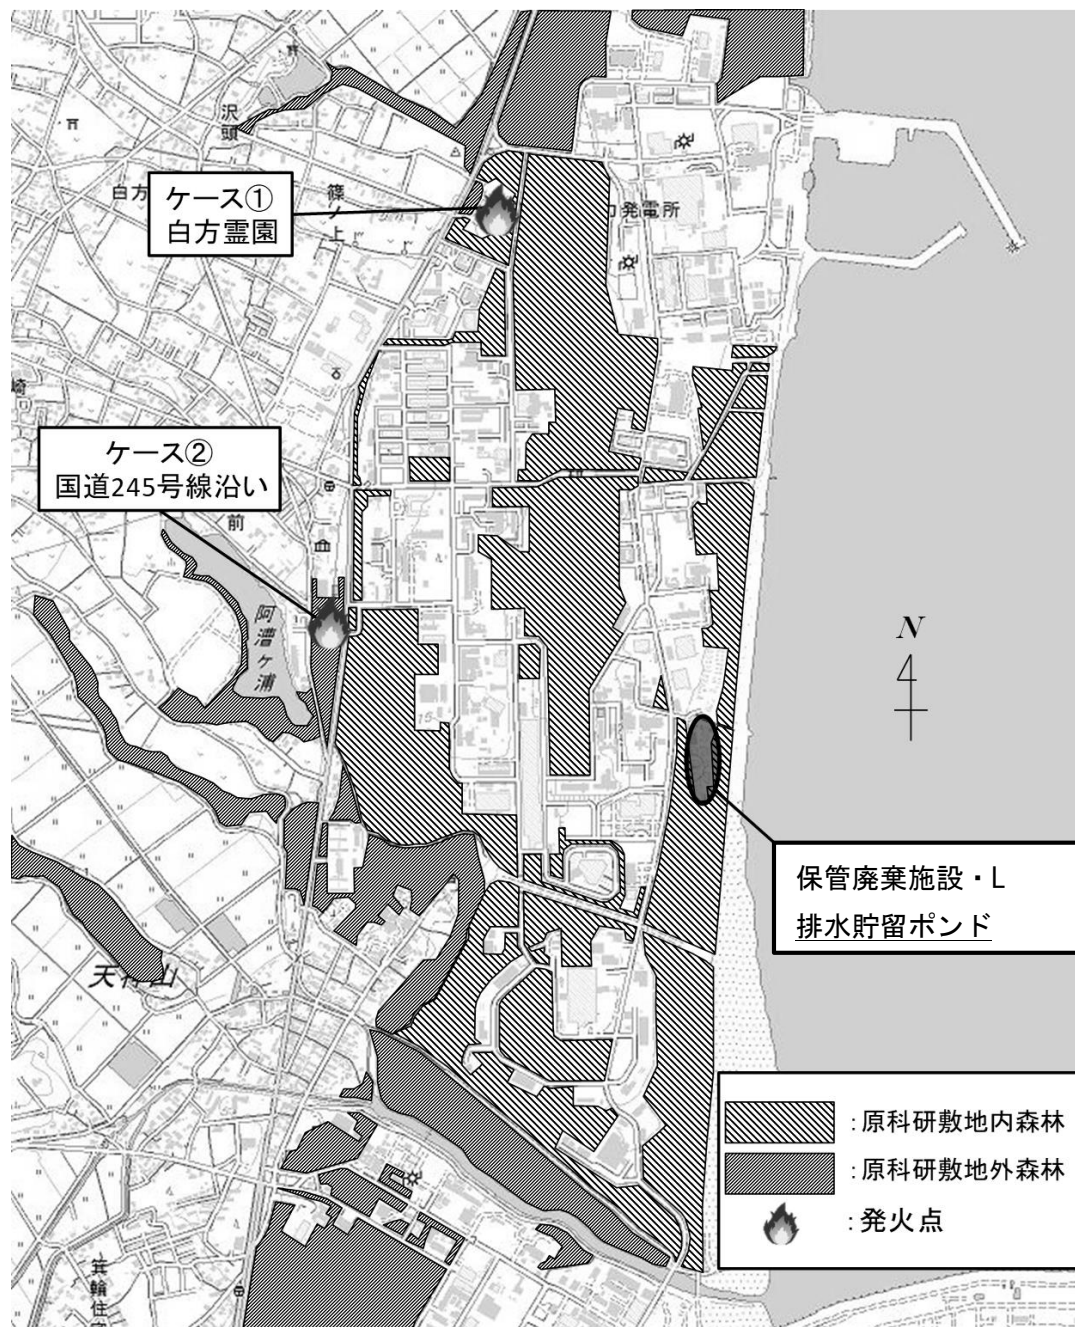 沢頭
白方
ケース①
白方霊園
篠ノ上
力発電所
崎
ケース②
国道245号線沿い
前
阿漕ヶ浦
N
15
保管廃棄施設・L
排水貯留ポンド
：原科研敷地内森林
：原科研敷地外森林
：発火点